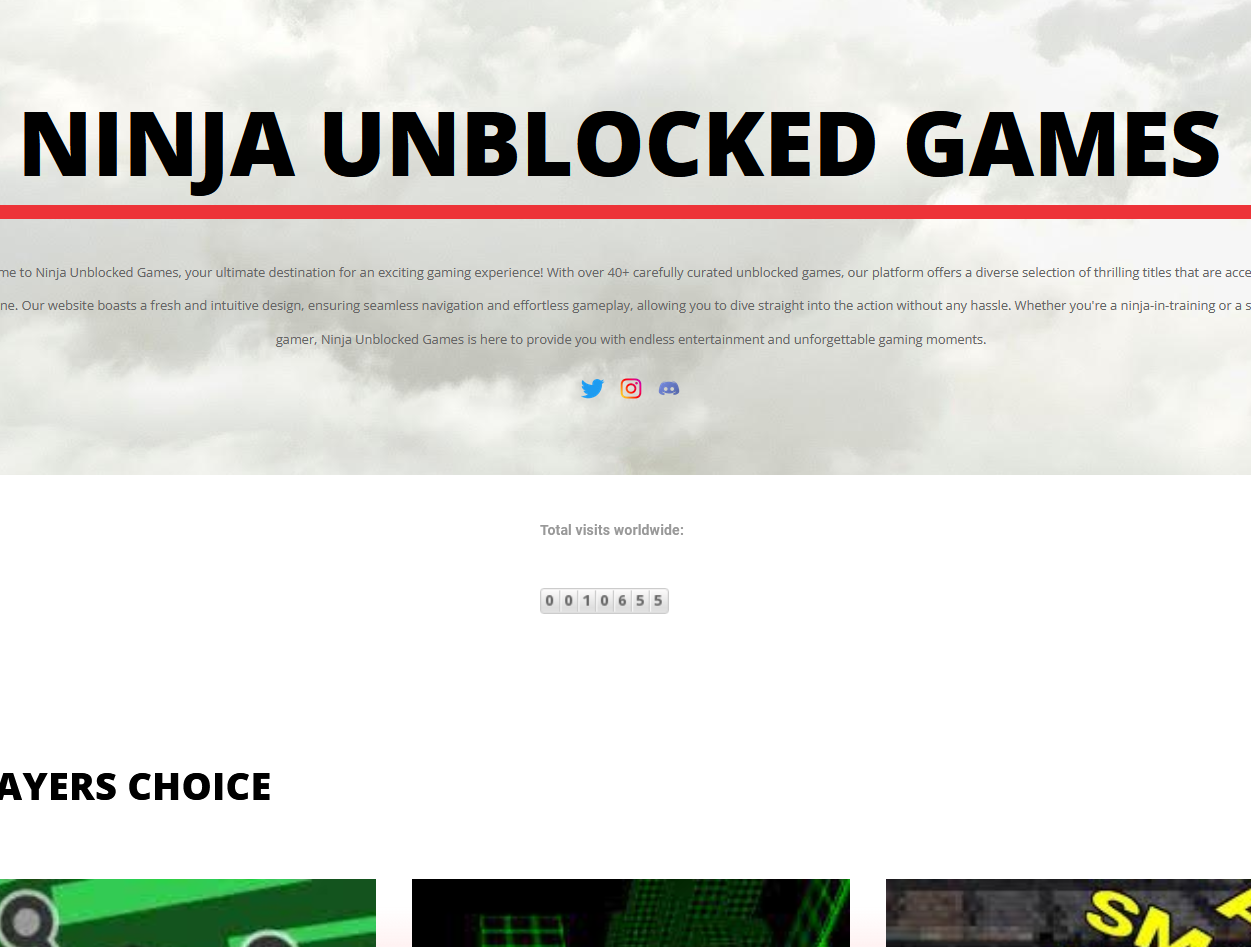 NINJA UNBLOCKED GAMES
to Ninja Unblocked Games, your ultimate destination for an exciting gaming experience! With over 40+ carefully curated unblocked games, our platform offers a diverse selection of thrilling titles that are
Our website boasts a fresh and intuitive design, ensuring seamless navigation and effortless gameplay, allowing you to dive straight into the action without any hassle. Whether you're a ninja-in-training or a
gamer, Ninja Unblocked Games is here to provide you with endless entertainment and unforgettable gaming moments.
Total visits worldwide:
0010655
AYERS CHOICE
SM